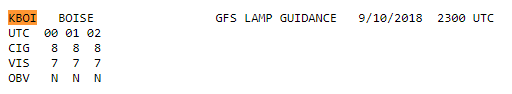 KBOI   BOISE              GFS LAMP GUIDANCE   9/10/2018  2300 UTC
UTC  00 01 02
CIG   8  8  8
VIS   7  7  7
OBV   N  N  N